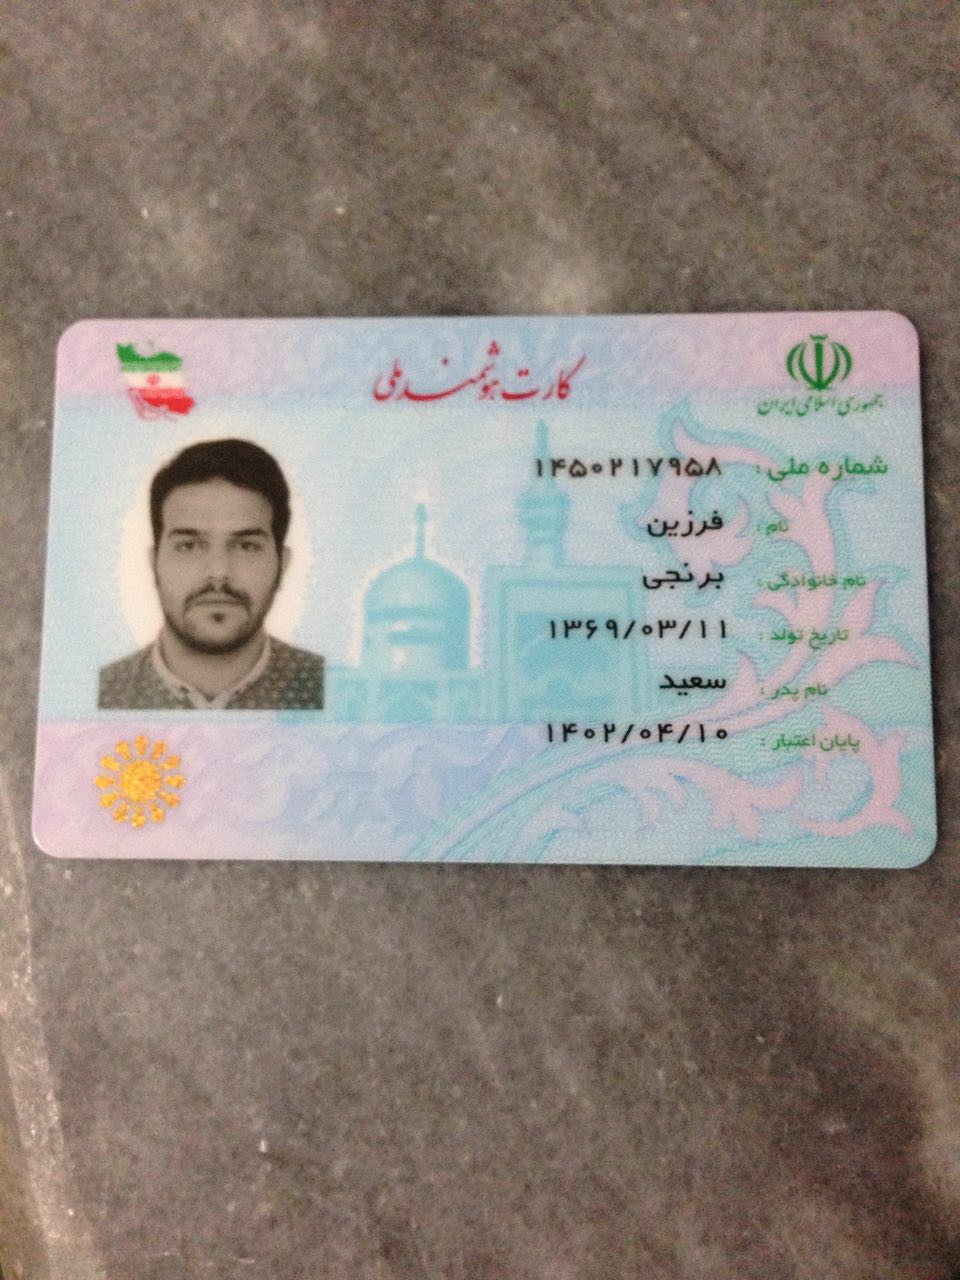 کارت هوشمند ملی
جمهوری اسلامی ایران
شماره ملی : ۱۴۵۰۲۱۷۹۵۸
نام : فرزین
نام خانوادگی : برنجی
تاریخ تولد : ۱۳۶۹/۰۳/۱۱
نام پدر : سعید
پایان اعتبار : ۱۴۰۲/۰۴/۱۰